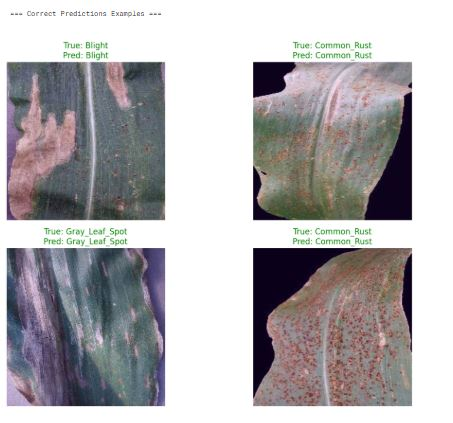 === Correct Predictions Examples ===
True: Blight
Pred: Blight
True: Common_Rust
Pred: Common_Rust
True: Gray_Leaf_Spot
Pred: Gray_Leaf_Spot
True: Common_Rust
Pred: Common_Rust